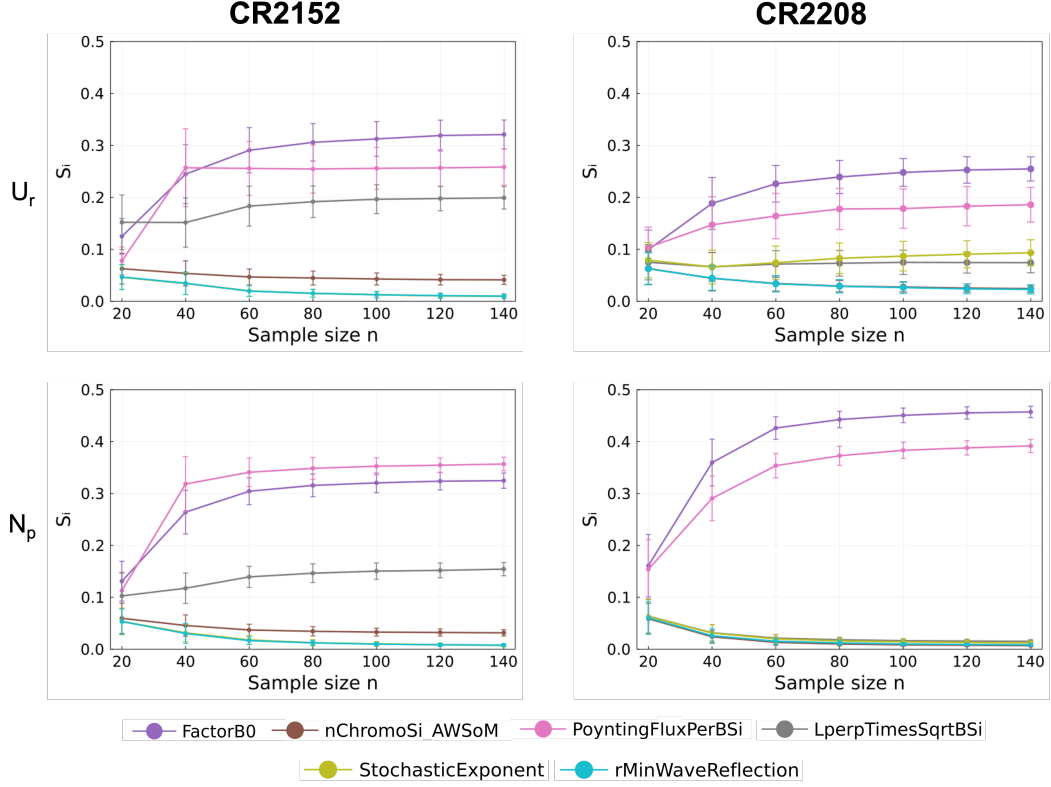 CR2152
CR2208
0.5
0.4
0.3
0.2
0.1
0.0
Si
20 40 60 80 100 120 140
Sample size n
0.5
0.4
0.3
0.2
0.1
0.0
Si
20 40 60 80 100 120 140
Sample size n
Ur
0.5
0.4
0.3
0.2
0.1
0.0
Si
20 40 60 80 100 120 140
Sample size n
0.5
0.4
0.3
0.2
0.1
0.0
Si
20 40 60 80 100 120 140
Sample size n
Np
FactorB0 nChromoSi_AWSoM PoyntingFluxPerBSi LperpTimesSqrtBSi
StochasticExponent rMinWaveReflection